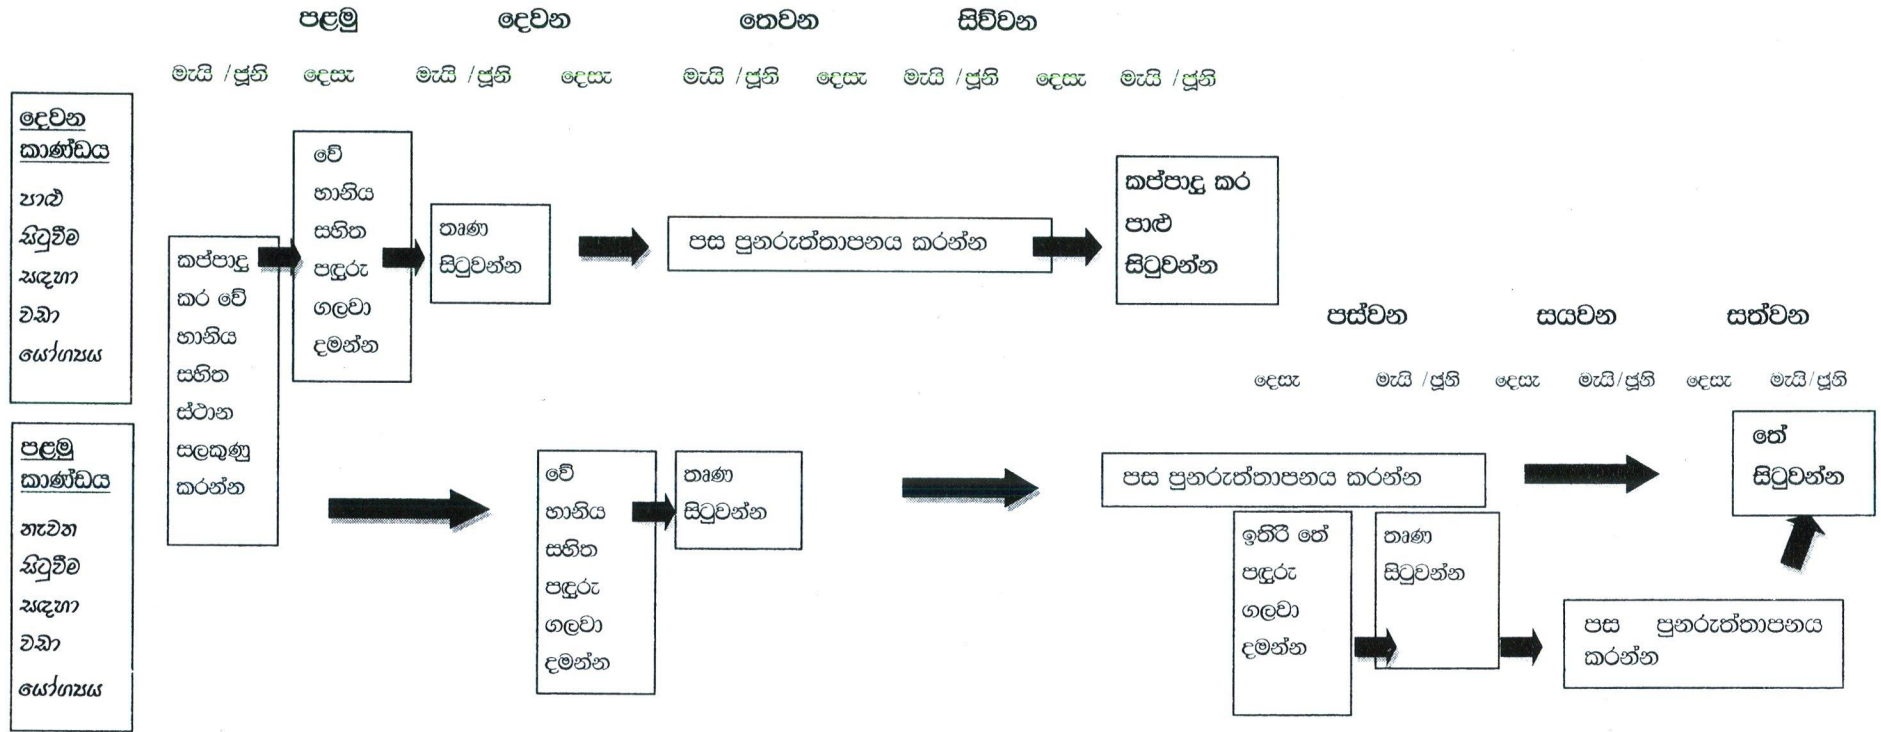 පළමු දෙවන තෙවන සිව්වන
මැයි /ජූනි දෙසැ මැයි /ජූනි දෙසැ මැයි /ජූනි දෙසැ මැයි /ජූනි දෙසැ මැයි /ජූනි
දෙවන
කාණ්ඩය
පාළු
සිටුවීම
සඳහා
වඩා
යෝග්‍යය
කප්පාදු
කර වේ
හානිය
සහිත
ස්ථාන
සලකුණු
කරන්න
වේ
හානිය
සහිත
පඳුරු
ගලවා
දමන්න
තෘණ
සිටුවන්න
පස පුනරුත්තාපනය කරන්න
කප්පාදු කර
පාළු
සිටුවන්න
පස්වන සයවන සත්වන
දෙසැ මැයි /ජූනි දෙසැ මැයි/ජූනි දෙසැ මැයි/ජූනි
පළමු
කාණ්ඩය
නැවත
සිටුවීම
සඳහා
වඩා
යෝග්‍යය
වේ
හානිය
සහිත
පඳුරු
ගලවා
දමන්න
තෘණ
සිටුවන්න
පස පුනරුත්තාපනය කරන්න
ඉතිරි තේ
පඳුරු
ගලවා
දමන්න
තෘණ
සිටුවන්න
පස පුනරුත්තාපනය
කරන්න
තේ
සිටුවන්න